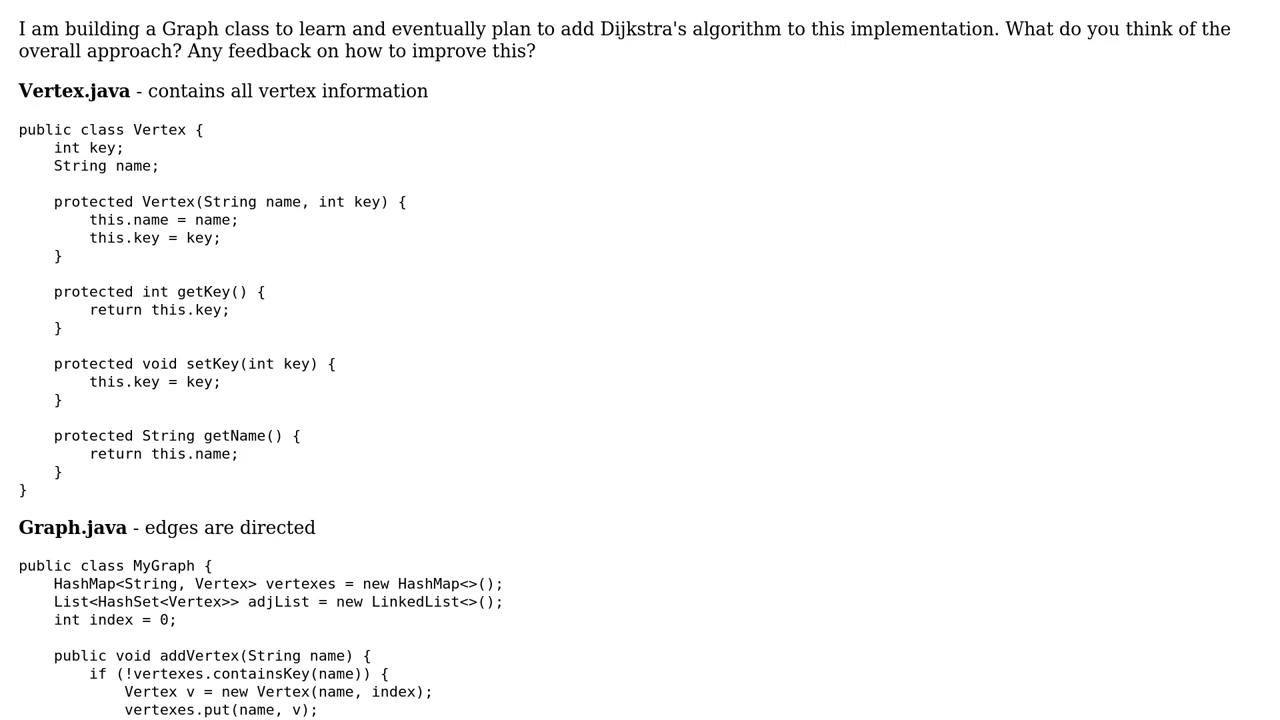 I am building a Graph class to learn and eventually plan to add Dijkstra's algorithm to this implementation. What do you think of the
overall approach? Any feedback on how to improve this?
Vertex.java - contains all vertex information
public class Vertex {
    int key;
    String name;
    protected Vertex(String name, int key) {
        this.name = name;
        this.key = key;
    }
    protected int getKey() {
        return this.key;
    }
    protected void setKey(int key) {
        this.key = key;
    }
    protected String getName() {
        return this.name;
    }
}
Graph.java - edges are directed
public class MyGraph {
    HashMap<String, Vertex> vertexes = new HashMap<>();
    List<HashSet<Vertex>> adjList = new LinkedList<>();
    int index = 0;
    public void addVertex(String name) {
        if (!vertexes.containsKey(name)) {
            Vertex v = new Vertex(name, index);
            vertexes.put(name, v);